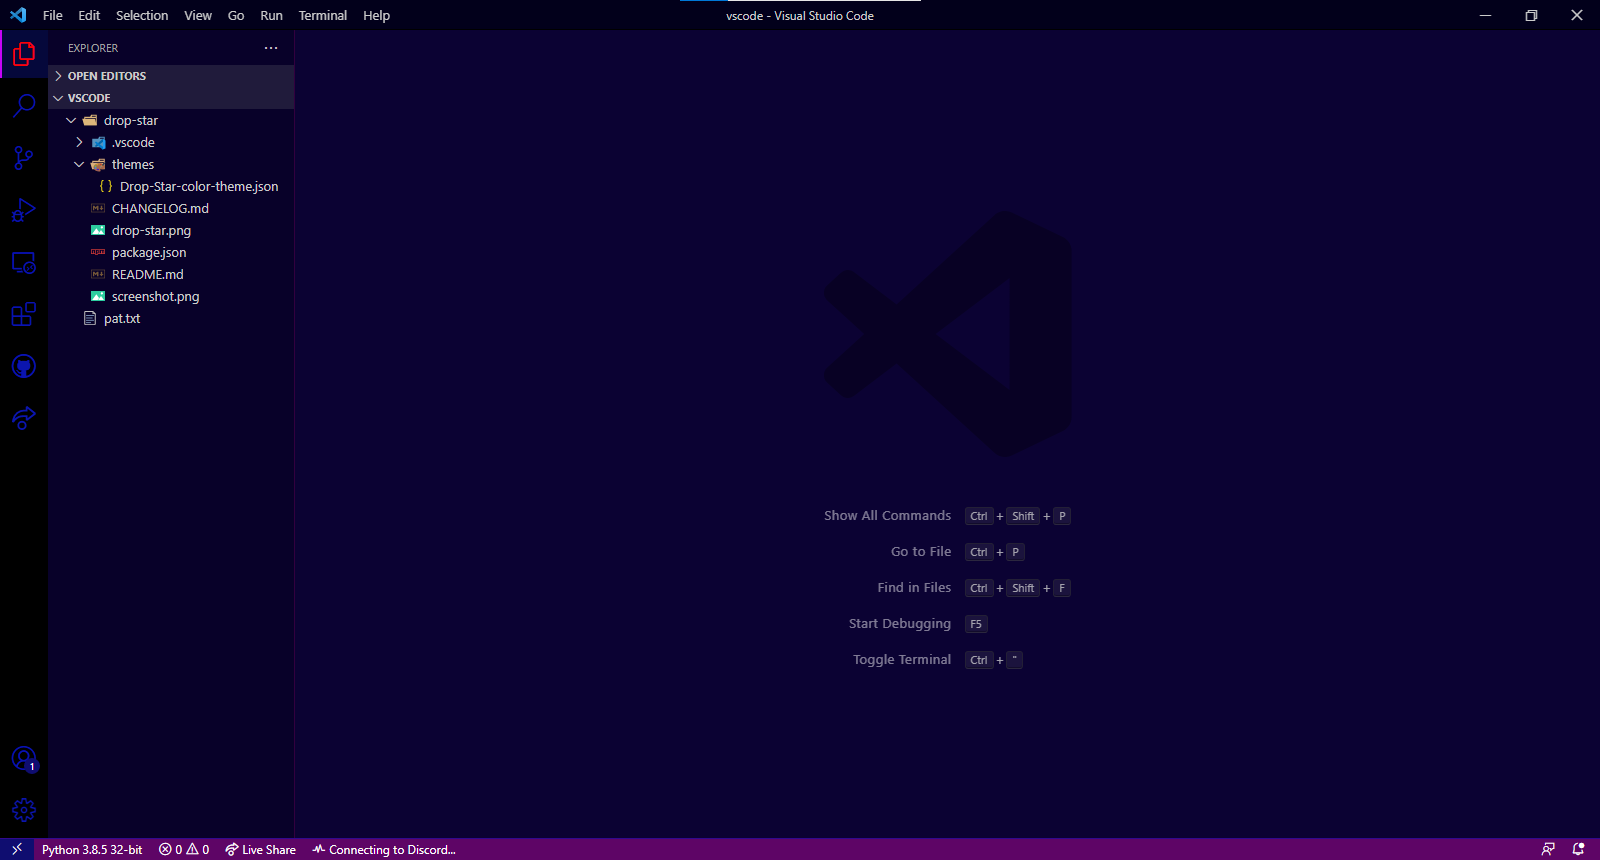 File Edit Selection View Go Run Terminal Help
vscode - Visual Studio Code
EXPLORER
OPEN EDITORS
VSCODE
drop-star
.vscode
themes
{ } Drop-Star-color-theme.json
CHANGELOG.md
drop-star.png
package.json
README.md
screenshot.png
pat.txt
Show All Commands Ctrl + Shift + P
Go to File Ctrl + P
Find in Files Ctrl + Shift + F
Start Debugging F5
Toggle Terminal Ctrl + "
1
Python 3.8.5 32-bit 0 0 Live Share Connecting to Discord...